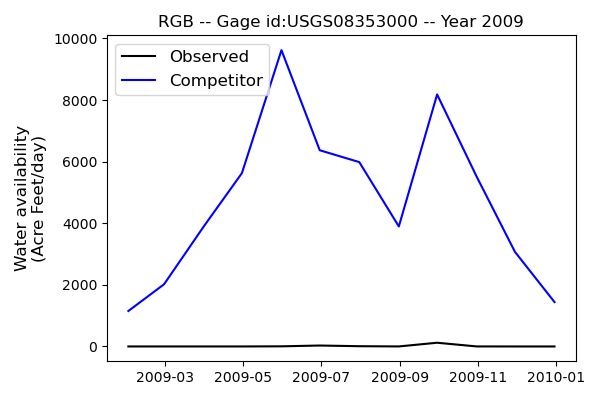 RGB -- Gage id:USGS08353000 -- Year 2009
Observed
Competitor
Water availability
(Acre Feet/day)
10000
8000
6000
4000
2000
0
2009-03 2009-05 2009-07 2009-09 2009-11 2010-01